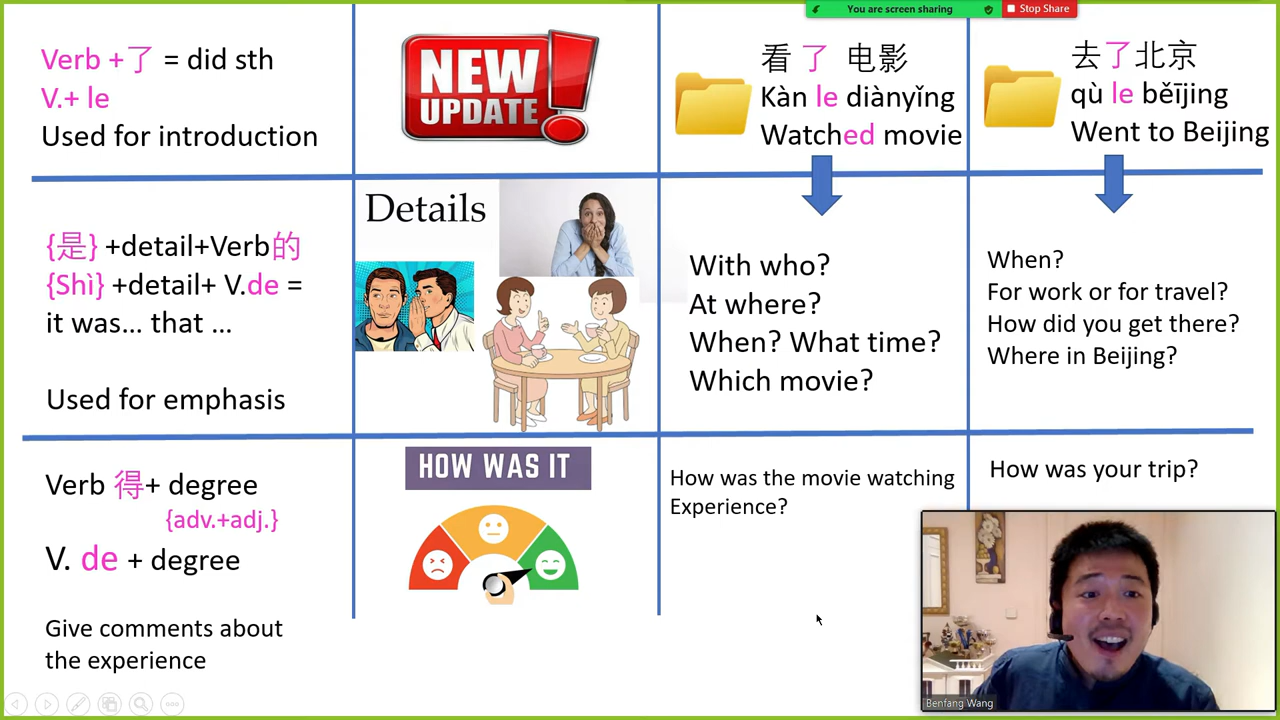 You are screen sharing
Stop Share
Verb +了 = did sth
V.+ le
Used for introduction
NEW
UPDATE
看 了 电影
Kàn le diànyǐng
Watched movie
去了北京
qù le běījing
Went to Beijing
{是} +detail+Verb的
{Shì} +detail+ V.de =
it was... that ...
Used for emphasis
Details
With who?
At where?
When? What time?
Which movie?
When?
For work or for travel?
How did you get there?
Where in Beijing?
Verb 得+ degree
{adv.+adj.}
V. de + degree
Give comments about
the experience
HOW WAS IT
How was the movie watching
Experience?
How was your trip?
Benfang Wang